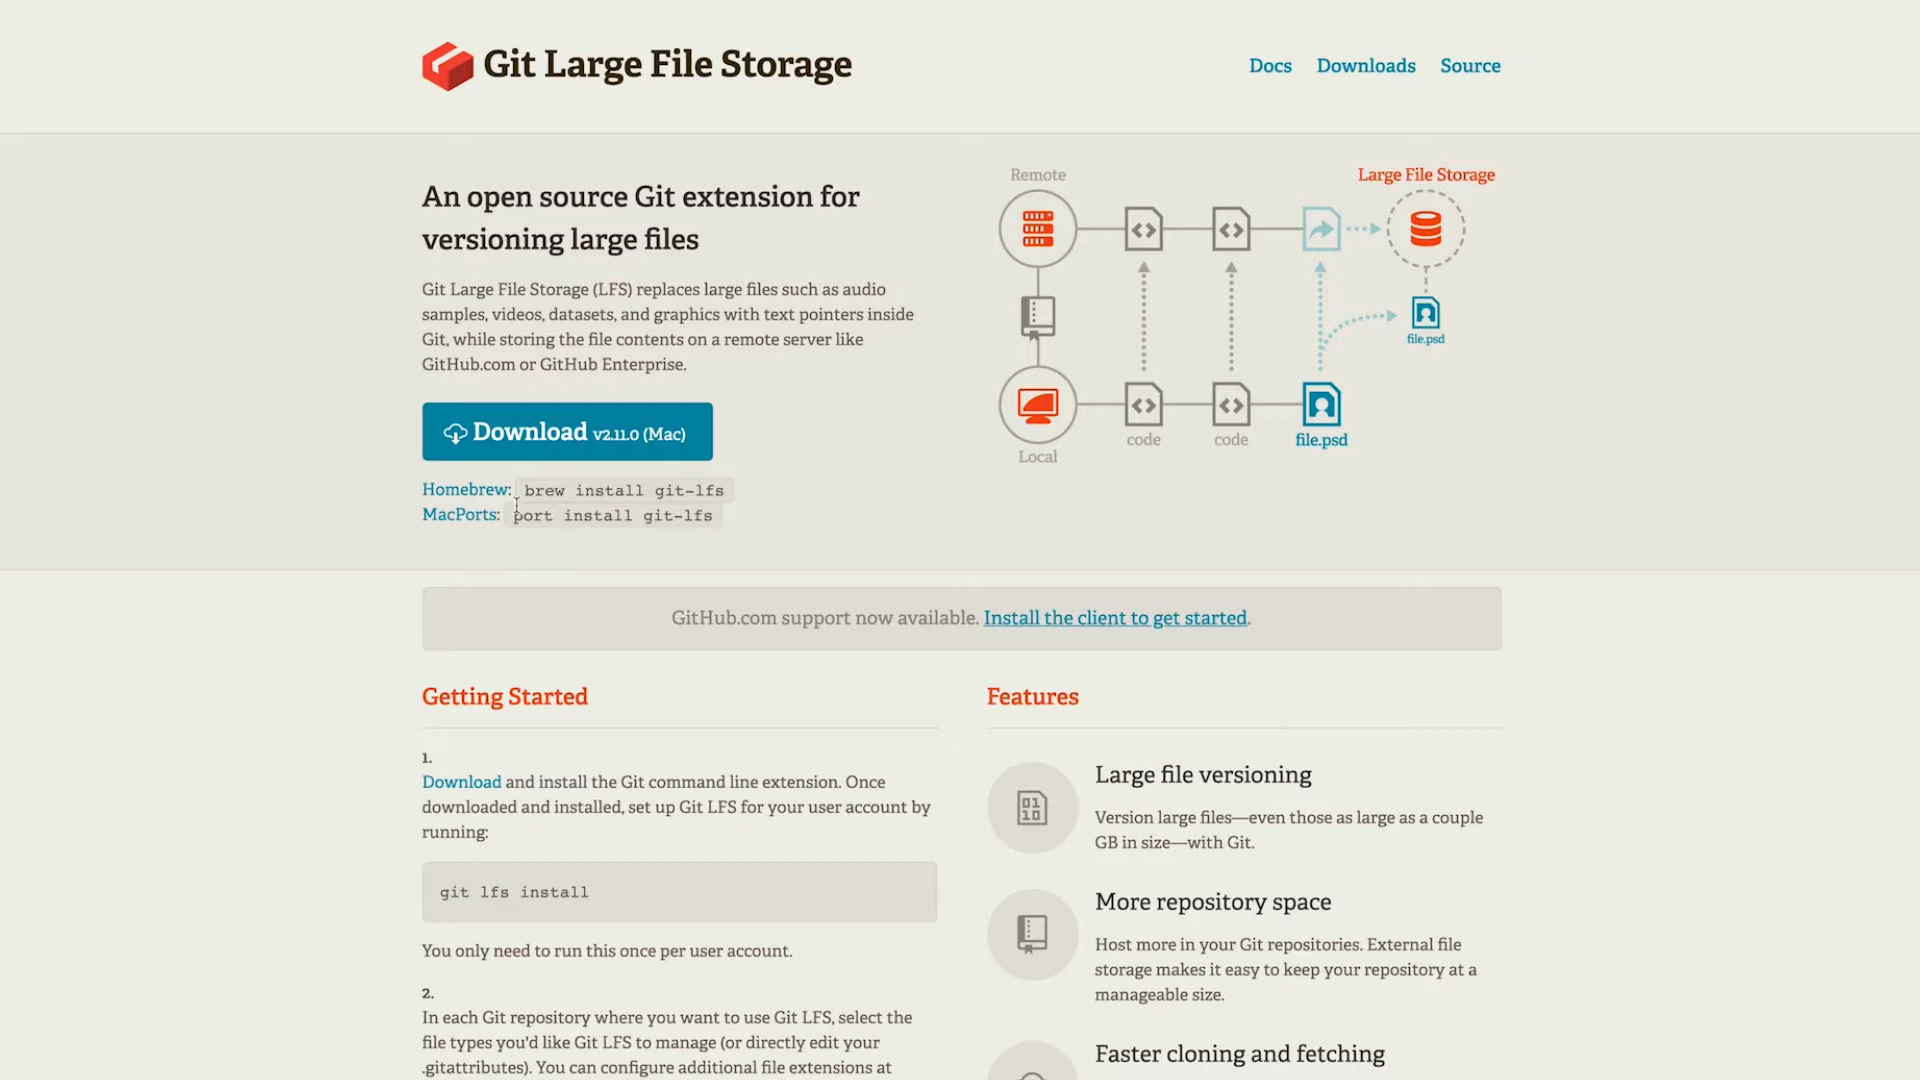 Git Large File Storage
Docs Downloads Source
An open source Git extension for
versioning large files
Git Large File Storage (LFS) replaces large files such as audio
samples, videos, datasets, and graphics with text pointers inside
Git, while storing the file contents on a remote server like
GitHub.com or GitHub Enterprise.
Download v2.11.0 (Mac)
Homebrew: brew install git-lfs
MacPorts: port install git-lfs
Remote
Large File Storage
file.psd
code
code
file.psd
Local
GitHub.com support now available. Install the client to get started.
Getting Started
1.
Download and install the Git command line extension. Once
downloaded and installed, set up Git LFS for your user account by
running:
git lfs install
You only need to run this once per user account.
2.
In each Git repository where you want to use Git LFS, select the
file types you'd like Git LFS to manage (or directly edit your
.gitattributes). You can configure additional file extensions at
Features
01
10
Large file versioning
Version large files—even those as large as a couple
GB in size—with Git.
More repository space
Host more in your Git repositories. External file
storage makes it easy to keep your repository at a
manageable size.
Faster cloning and fetching